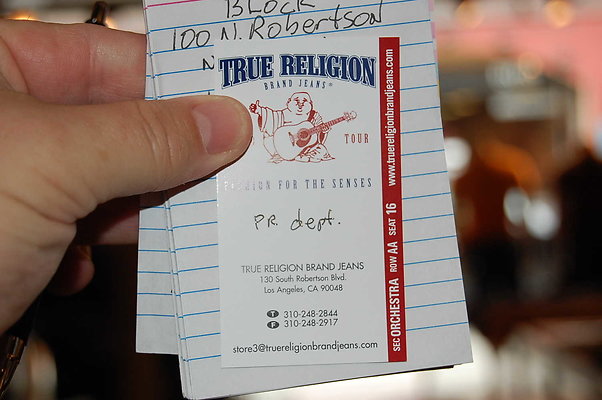 BLOCK
100 N. Robertson
N
TRUE RELIGION
BRAND JEANS®
TOUR
FOR THE SENSES
P.R. dept.
TRUE RELIGION BRAND JEANS
130 South Robertson Blvd.
Los Angeles, CA 90048
T 310-248-2844
F 310-248-2917
store3@truereligionbrandjeans.com
SEC ORCHESTRA ROW AA SEAT 16 www.truereligionbrandjeans.com